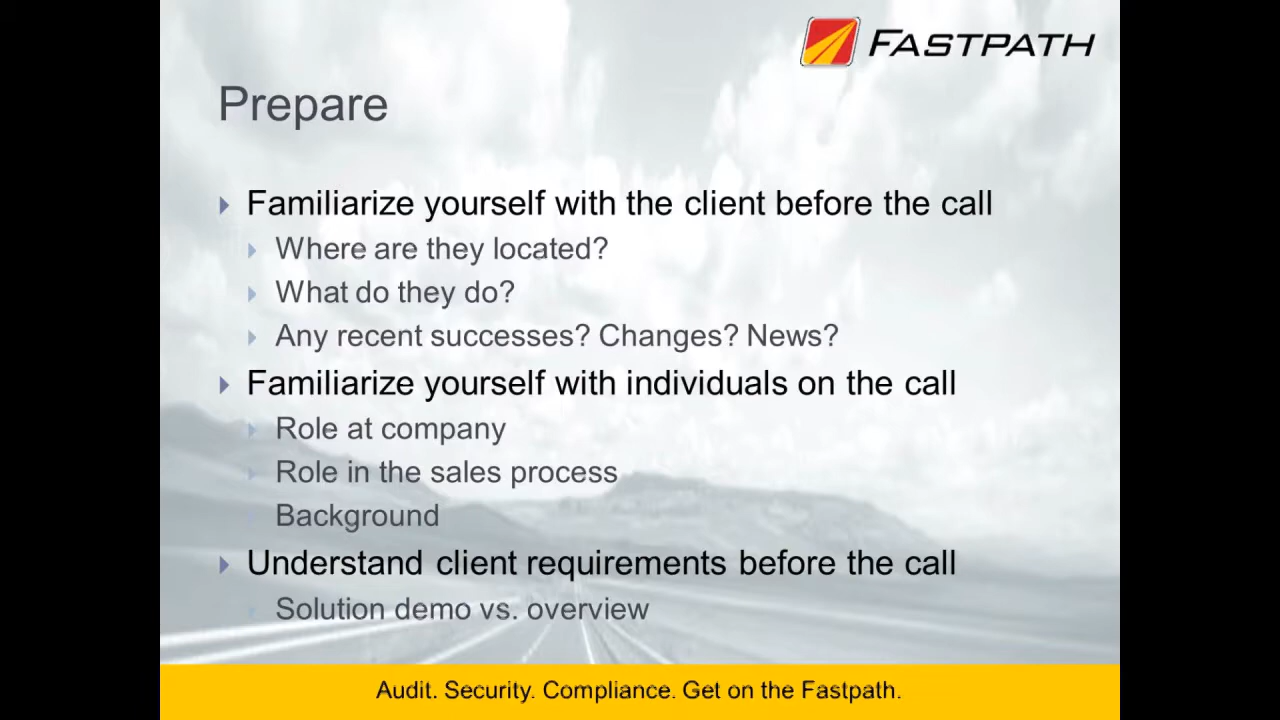 FASTPATH
Prepare
Familiarize yourself with the client before the call
Where are they located?
What do they do?
Any recent successes? Changes? News?
Familiarize yourself with individuals on the call
Role at company
Role in the sales process
Background
Understand client requirements before the call
Solution demo vs. overview
Audit. Security. Compliance. Get on the Fastpath.